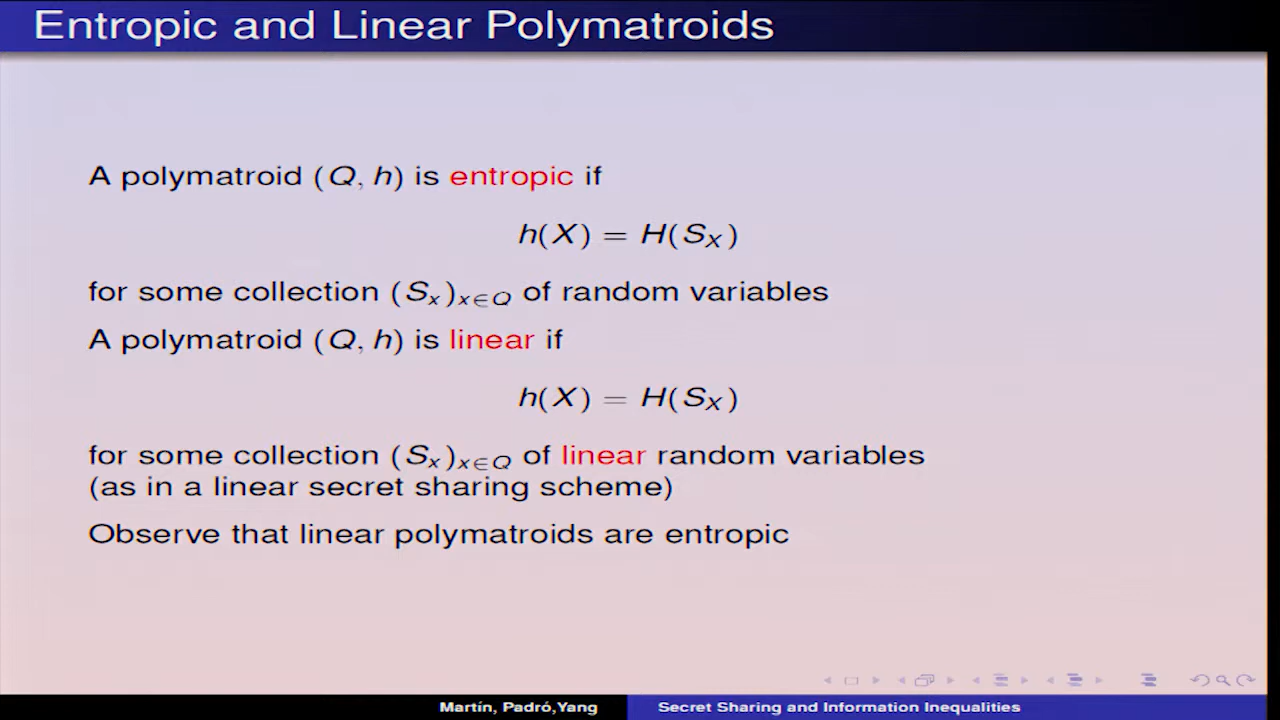 Entropic and Linear Polymatroids
A polymatroid (Q, h) is entropic if
h(X) = H(S_X)
for some collection (S_x)_{x∈Q} of random variables
A polymatroid (Q, h) is linear if
h(X) = H(S_X)
for some collection (S_x)_{x∈Q} of linear random variables
(as in a linear secret sharing scheme)
Observe that linear polymatroids are entropic
Martín, Padró,Yang
Secret Sharing and Information Inequalities